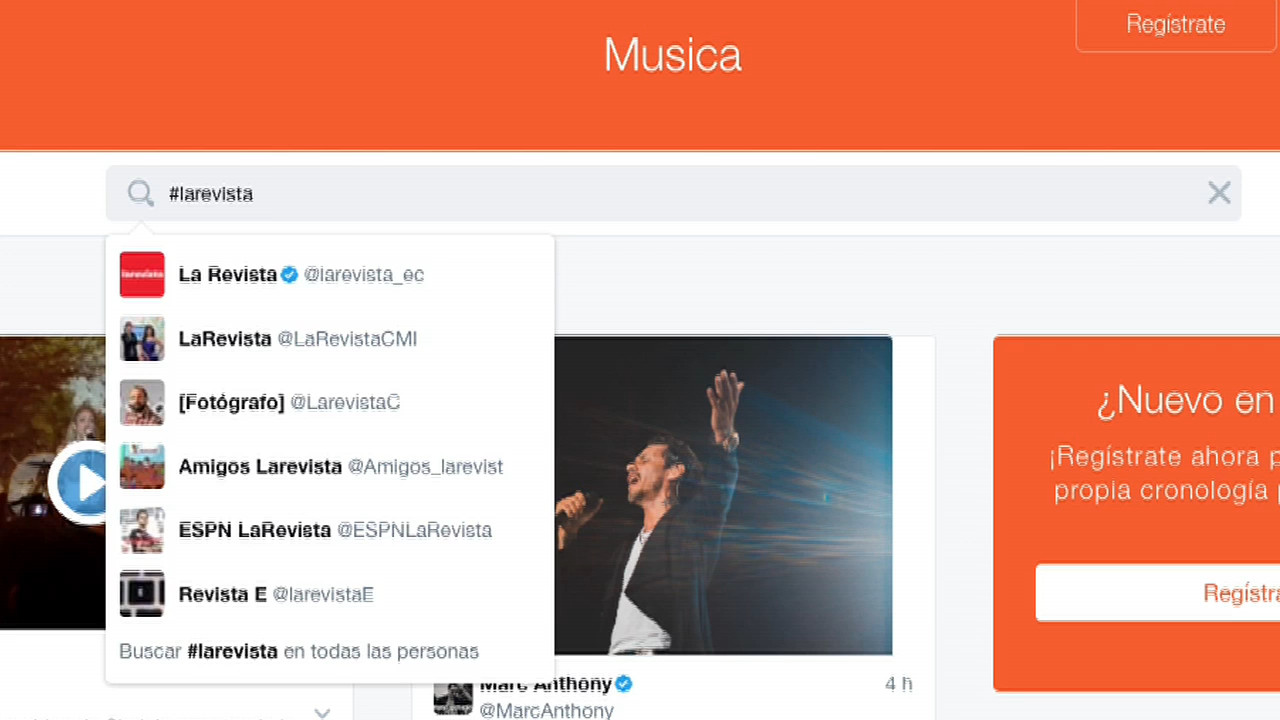 Regístrate
Musica
#larevista
larevista
La Revista @larevista_ec
LaRevista @LaRevistaCMI
[Fotógrafo] @LarevistaC
Amigos Larevista @Amigos_larevist
ESPN LaRevista @ESPNLaRevista
Revista E @larevistaE
Buscar #larevista en todas las personas
¿Nuevo en
¡Regístrate ahora
propia cronología
Marc Anthony 4 h
@MarcAnthony